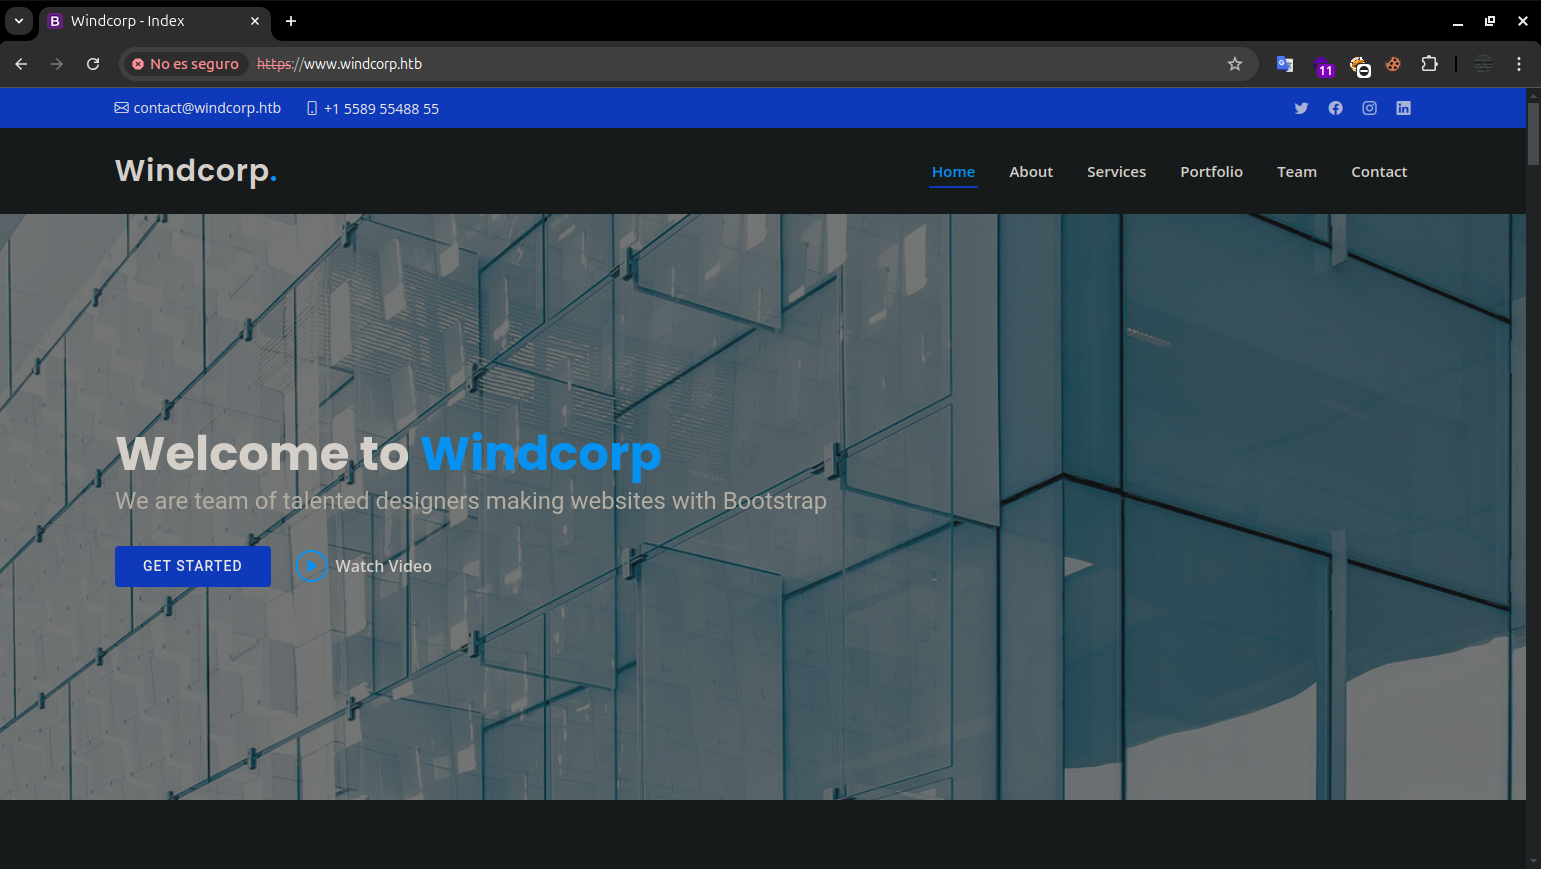 Windcorp - Index
No es seguro https://www.windcorp.htb
11
contact@windcorp.htb +1 5589 55488 55
Windcorp.
Home About Services Portfolio Team Contact
Welcome to Windcorp
We are team of talented designers making websites with Bootstrap
GET STARTED Watch Video